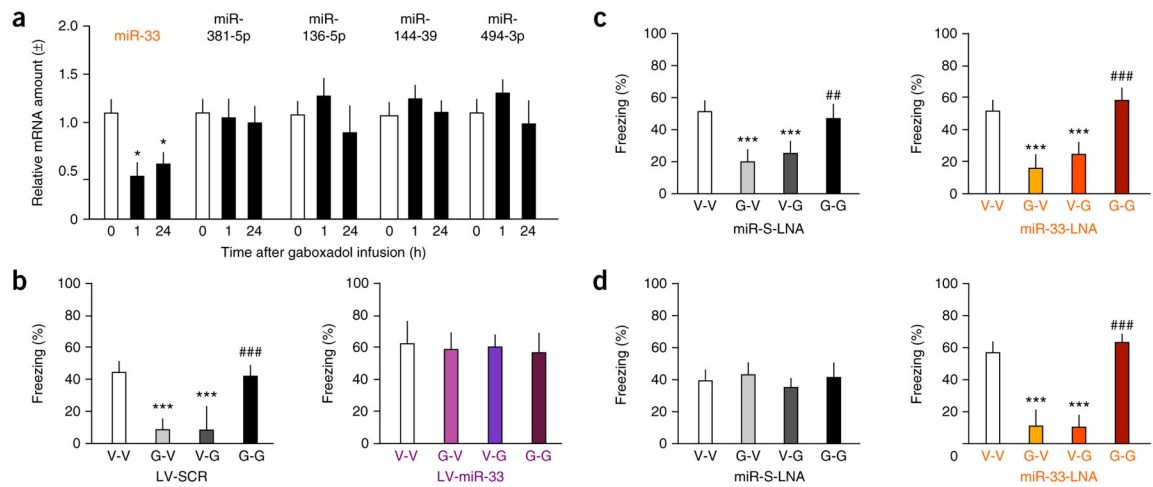 a
miR-33
miR-
381-5p
miR-
136-5p
miR-
144-39
miR-
494-3p
Relative mRNA amount (±)
2.0
1.5
1.0
0.5
0
*
*
0 1 24 0 1 24 0 1 24 0 1 24 0 1 24
Time after gaboxadol infusion (h)
b
Freezing (%)
100
80
60
40
20
0
***
***
###
V-V G-V V-G G-G
LV-SCR
Freezing (%)
100
80
60
40
20
0
V-V G-V V-G G-G
LV-miR-33
c
Freezing (%)
100
80
60
40
20
0
***
***
##
V-V G-V V-G G-G
miR-S-LNA
Freezing (%)
100
80
60
40
20
0
***
***
###
V-V G-V V-G G-G
miR-33-LNA
d
Freezing (%)
100
80
60
40
20
0
V-V G-V V-G G-G
miR-S-LNA
Freezing (%)
100
80
60
40
20
0
***
***
###
V-V G-V V-G G-G
miR-33-LNA